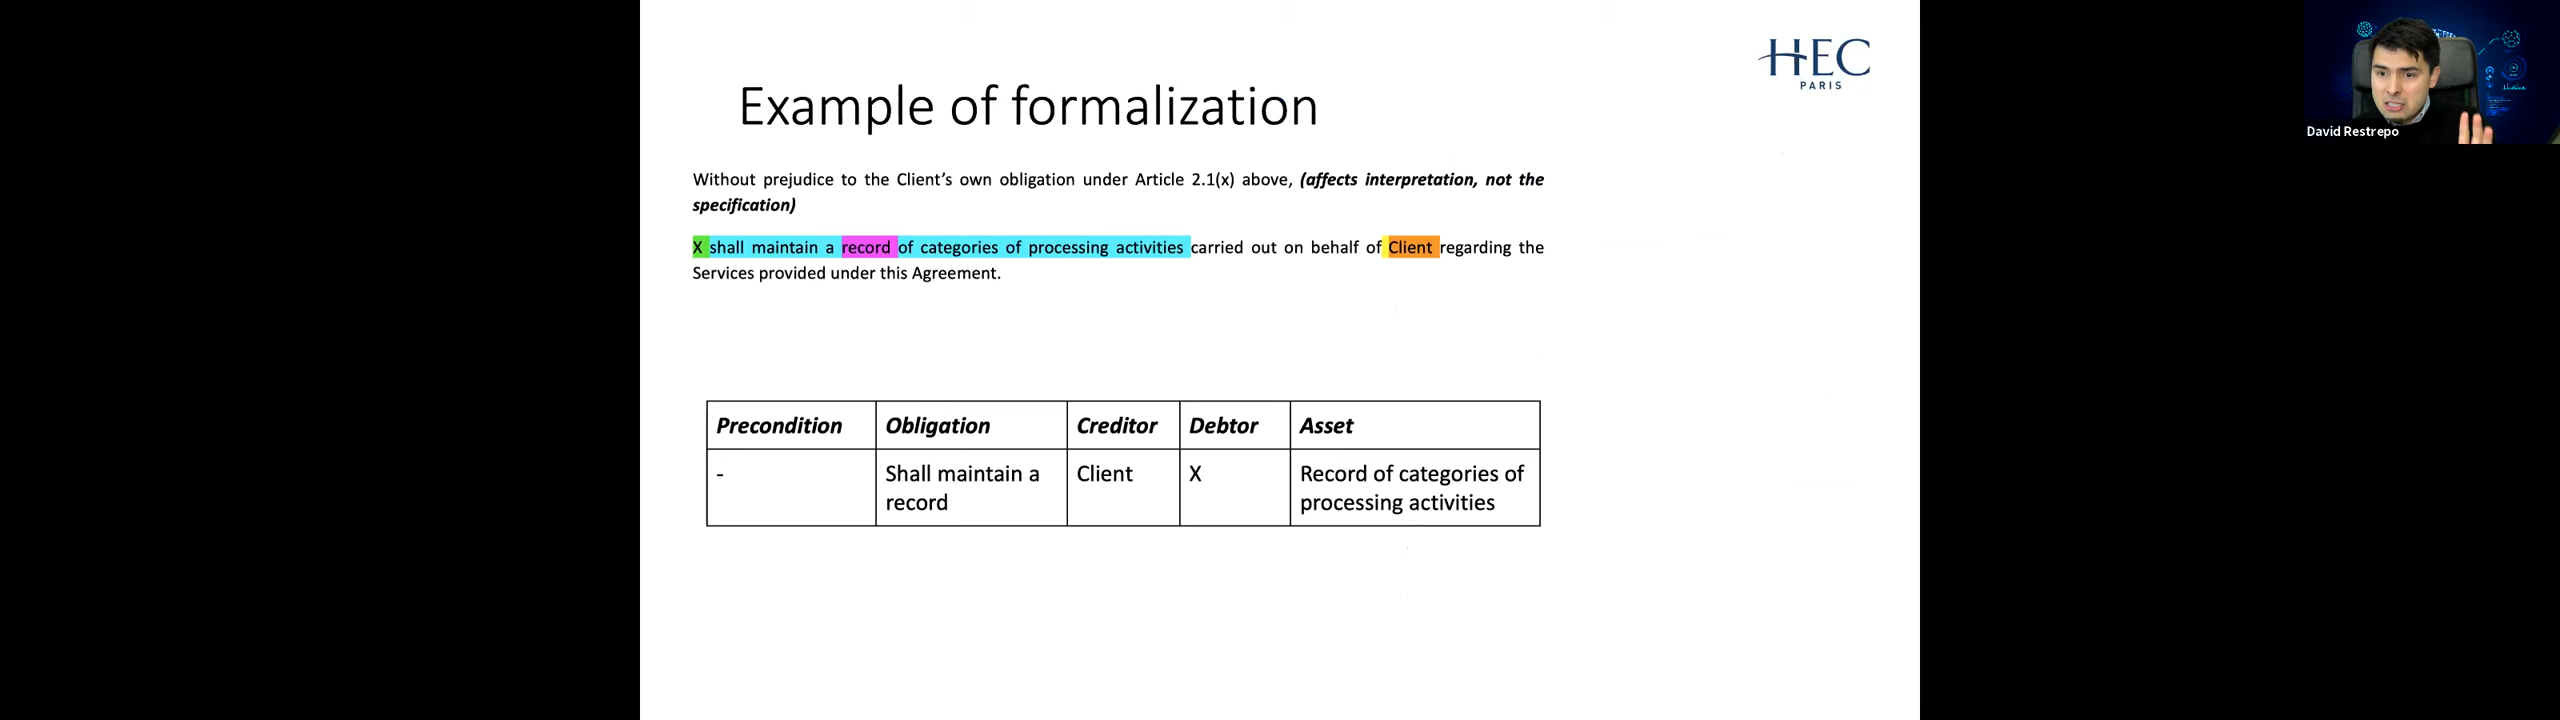 HEC
PARIS
David Restrepo
Example of formalization
Without prejudice to the Client’s own obligation under Article 2.1(x) above, (affects interpretation, not the
specification)
X shall maintain a record of categories of processing activities carried out on behalf of Client regarding the
Services provided under this Agreement.
Precondition Obligation Creditor Debtor Asset
- Shall maintain a Client X Record of categories of
record processing activities